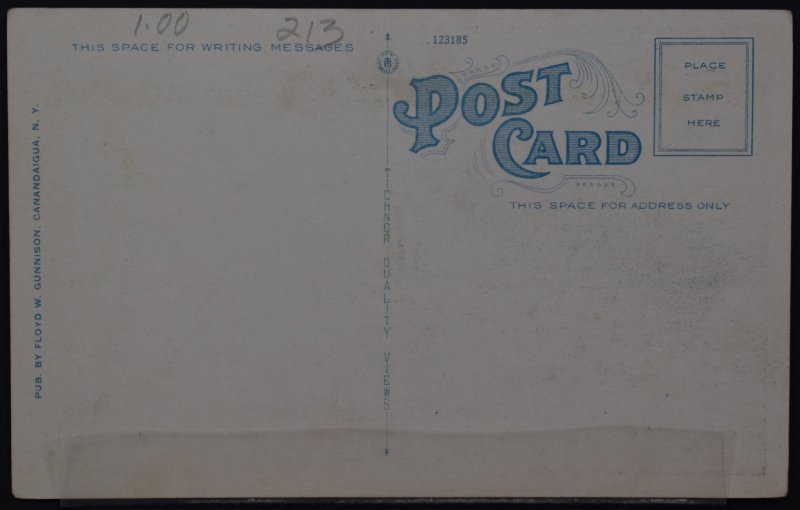 1.00 213
THIS SPACE FOR WRITING MESSAGES
123185
POST
CARD
PLACE
STAMP
HERE
THIS SPACE FOR ADDRESS ONLY
TICHNOR QUALITY VIEWS
PUB. BY FLOYD W. GUNNISON, CANANDAIGUA, N. Y.